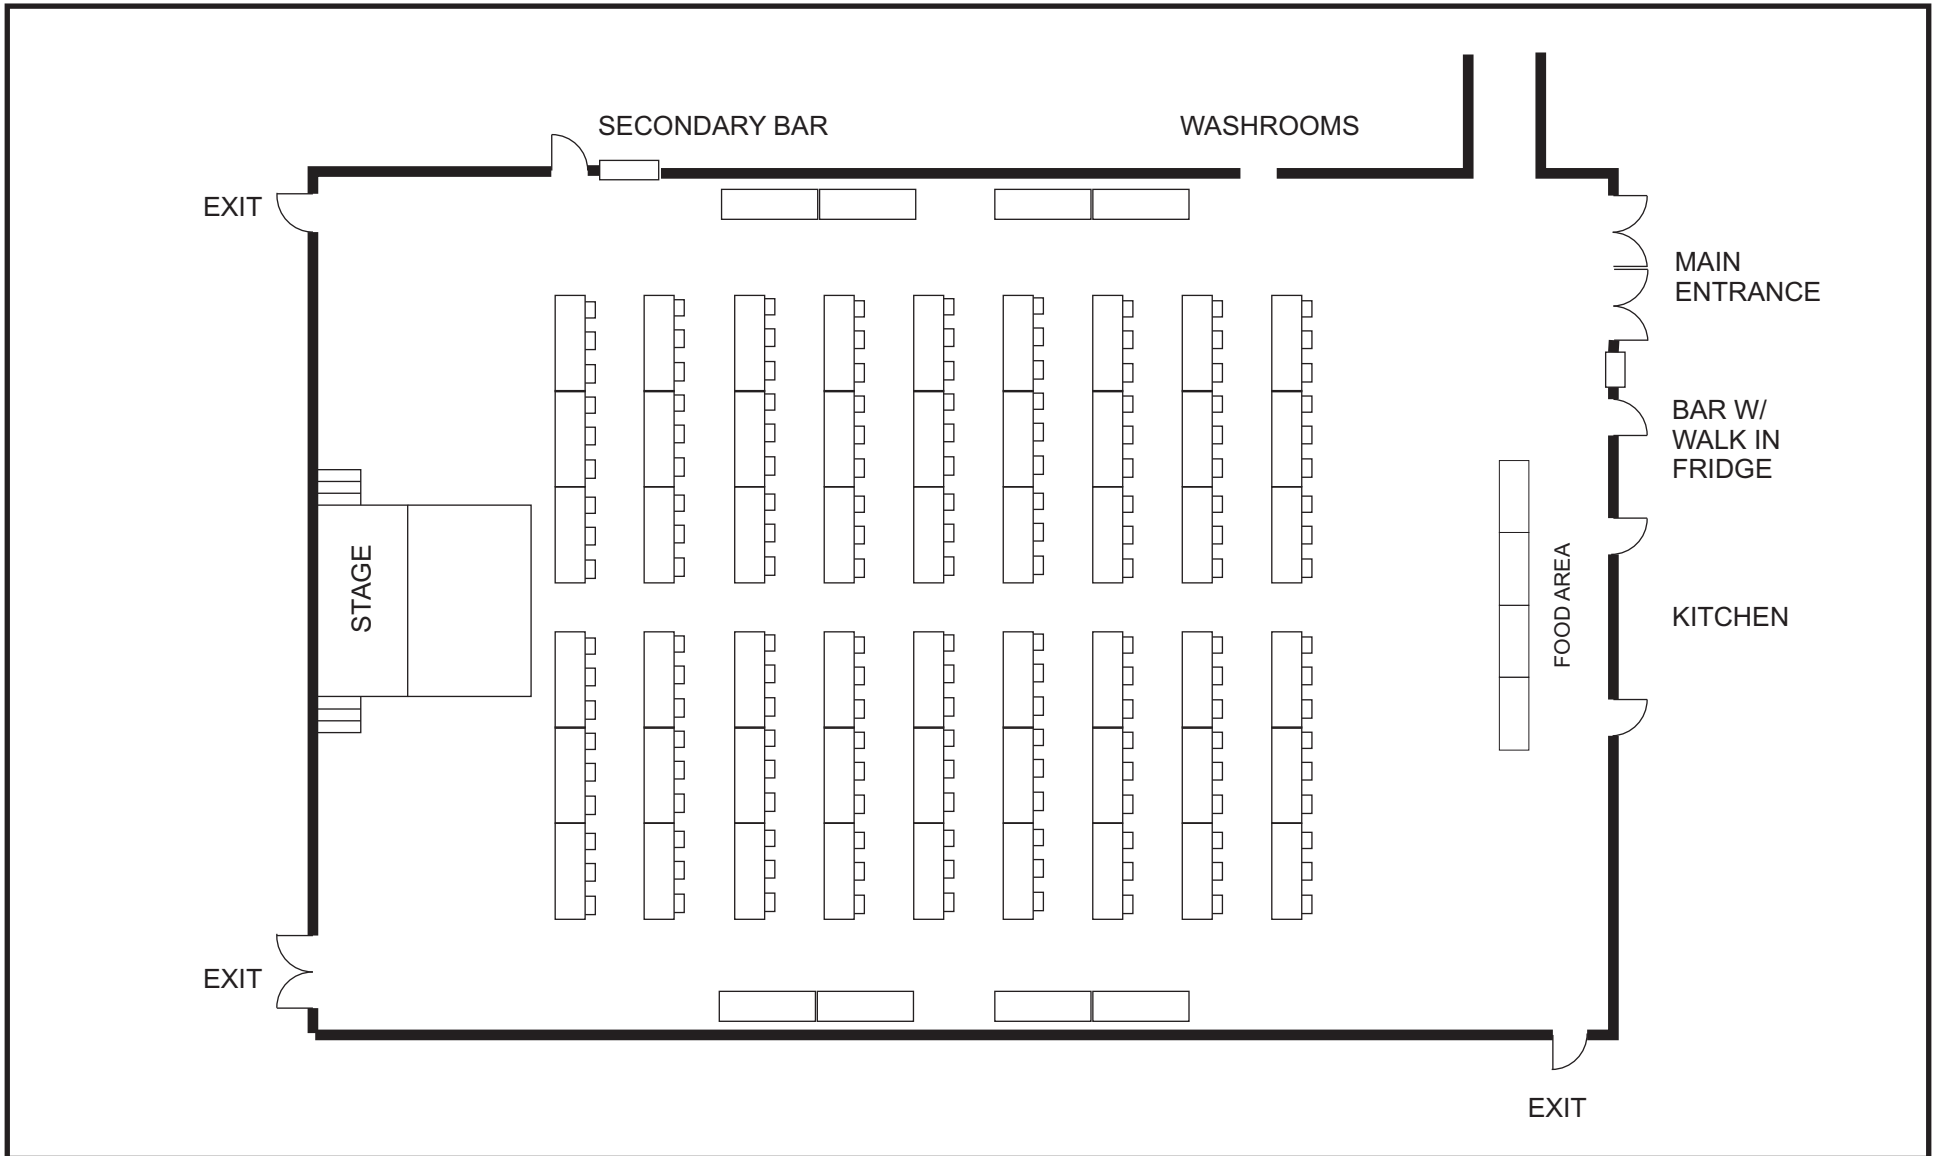 SECONDARY BAR
WASHROOMS
EXIT
MAIN
ENTRANCE
BAR W/
WALK IN
FRIDGE
STAGE
FOOD AREA
KITCHEN
EXIT
EXIT